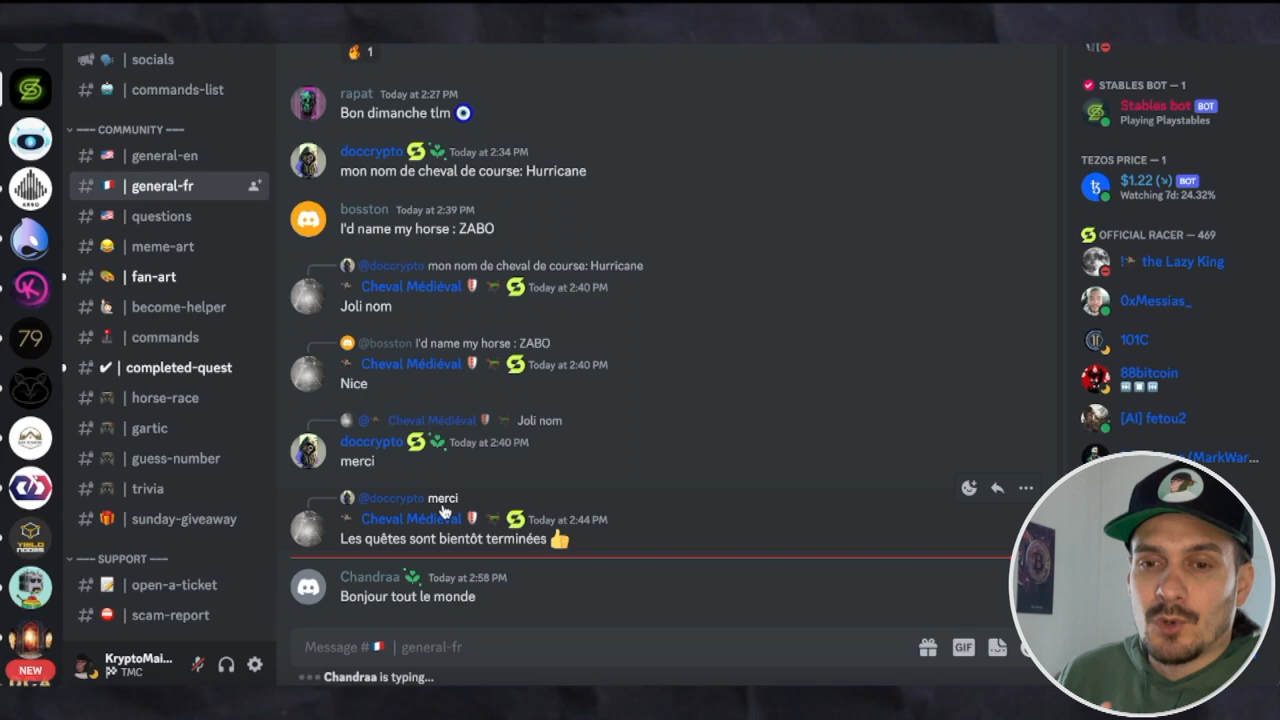 socials
commands-list
COMMUNITY
general-en
general-fr
questions
meme-art
fan-art
become-helper
commands
completed-quest
horse-race
gartic
guess-number
trivia
sunday-giveaway
SUPPORT
open-a-ticket
scam-report
KryptoMai...
TMC
79
ARGO
YIELD
NODES
NEW
1
rapat Today at 2:27 PM
Bon dimanche tlm
doccrypto Today at 2:34 PM
mon nom de cheval de course: Hurricane
bosston Today at 2:39 PM
I'd name my horse : ZABO
@doccrypto mon nom de cheval de course: Hurricane
Cheval Médiéval Today at 2:40 PM
Joli nom
@bosston I'd name my horse : ZABO
Cheval Médiéval Today at 2:40 PM
Nice
@ Cheval Médiéval Joli nom
doccrypto Today at 2:40 PM
merci
@doccrypto merci
Cheval Médiéval Today at 2:44 PM
Les quêtes sont bientôt terminées
Chandraa Today at 2:58 PM
Bonjour tout le monde
Message # | general-fr
GIF
Chandraa is typing...
STABLES BOT — 1
Stables bot BOT
Playing Playstables
TEZOS PRICE — 1
$1.22 (↘) BOT
Watching 7d: 24.32%
OFFICIAL RACER — 469
! the Lazy King
0xMessias_
101C
88bitcoin
[AI] fetou2
(MarkWar...